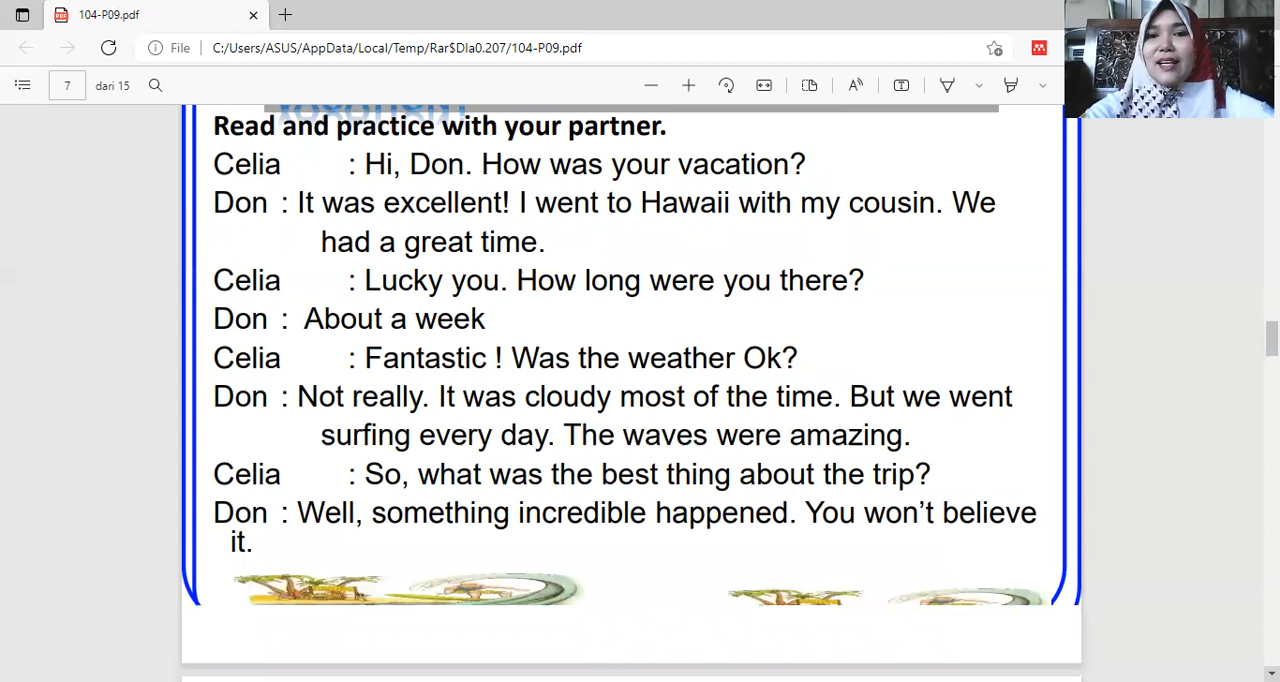 104-P09.pdf
File
C:/Users/ASUS/AppData/Local/Temp/Rar$DIa0.207/104-P09.pdf
7 dari 15
Read and practice with your partner.
Celia : Hi, Don. How was your vacation?
Don : It was excellent! I went to Hawaii with my cousin. We
had a great time.
Celia : Lucky you. How long were you there?
Don : About a week
Celia : Fantastic ! Was the weather Ok?
Don : Not really. It was cloudy most of the time. But we went
surfing every day. The waves were amazing.
Celia : So, what was the best thing about the trip?
Don : Well, something incredible happened. You won’t believe
it.